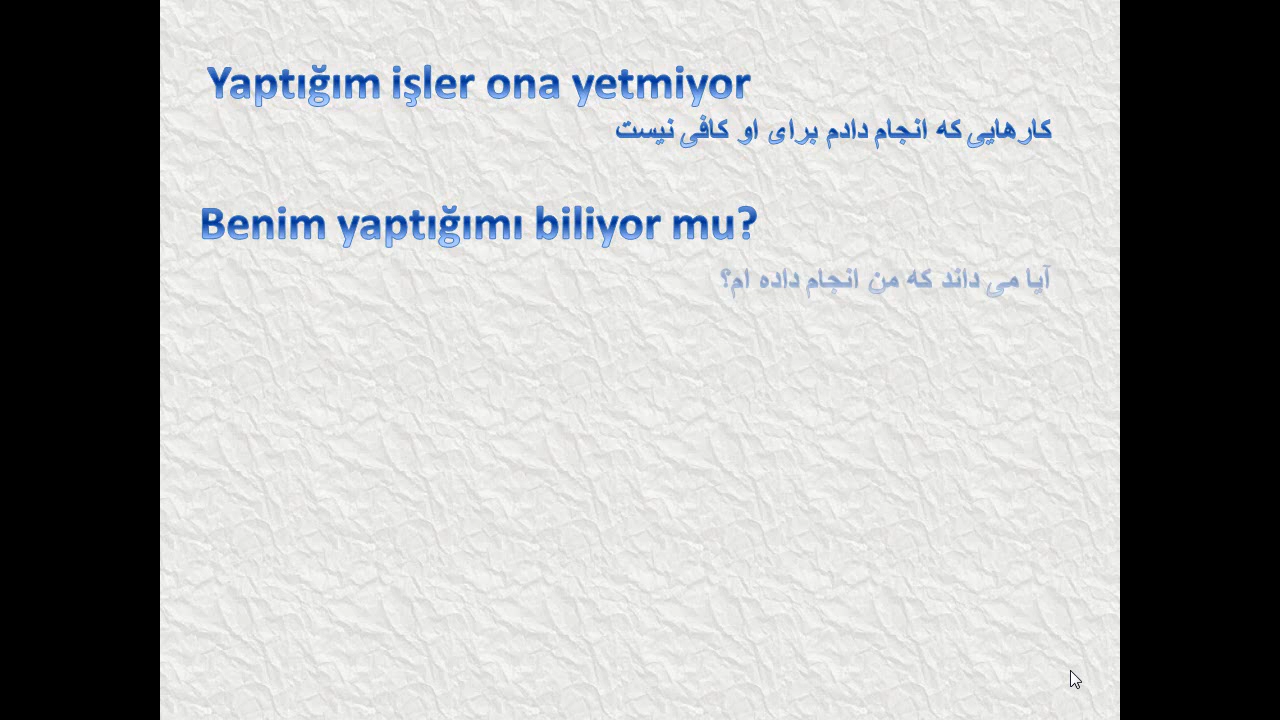 Yaptığım işler ona yetmiyor
کارهایی که انجام دادم برای او کافی نیست
Benim yaptığımı biliyor mu?
آیا می داند که من انجام داده ام؟